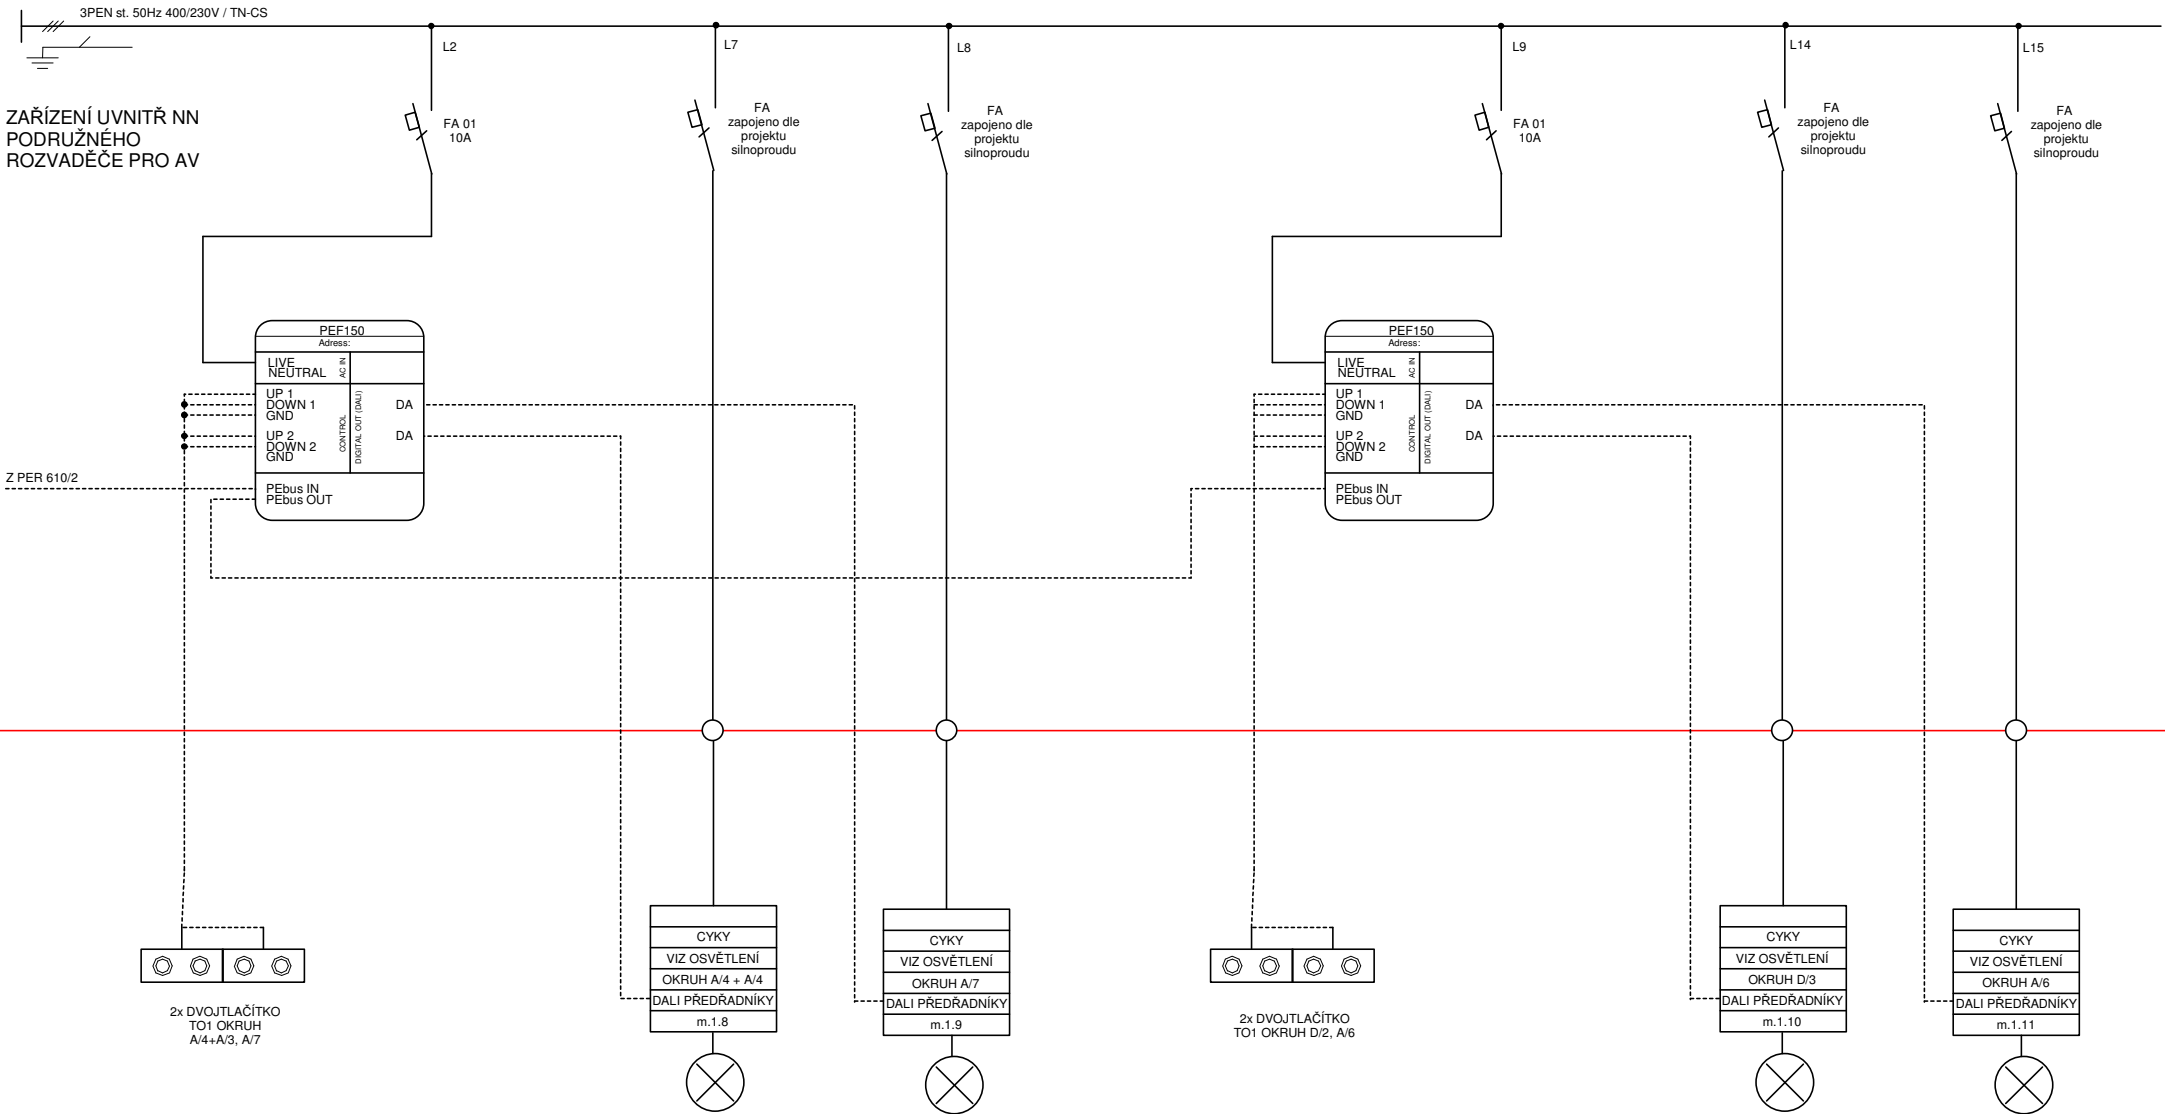 3PEN st. 50Hz 400/230V / TN-CS
L2
L7
L8
L9
L14
L15
ZAŘÍZENÍ UVNITŘ NN
PODRUŽNÉHO
ROZVADĚČE PRO AV
FA 01
10A
FA
zapojeno dle
projektu
silnoproudu
FA
zapojeno dle
projektu
silnoproudu
FA 01
10A
FA
zapojeno dle
projektu
silnoproudu
FA
zapojeno dle
projektu
silnoproudu
PEF150
Adress:
LIVE
NEUTRAL
AC IN
UP 1
DOWN 1
GND
UP 2
DOWN 2
GND
CONTROL
DIGITAL OUT (DALI)
DA
DA
PEbus IN
PEbus OUT
Z PER 610/2
PEF150
Adress:
LIVE
NEUTRAL
AC IN
UP 1
DOWN 1
GND
UP 2
DOWN 2
GND
CONTROL
DIGITAL OUT (DALI)
DA
DA
PEbus IN
PEbus OUT
2x DVOJTLAČÍTKO
TO1 OKRUH
A/4+A/3, A/7
CYKY
VIZ OSVĚTLENÍ
OKRUH A/4 + A/4
DALI PŘEDŘADNÍKY
m.1.8
CYKY
VIZ OSVĚTLENÍ
OKRUH A/7
DALI PŘEDŘADNÍKY
m.1.9
2x DVOJTLAČÍTKO
TO1 OKRUH D/2, A/6
CYKY
VIZ OSVĚTLENÍ
OKRUH D/3
DALI PŘEDŘADNÍKY
m.1.10
CYKY
VIZ OSVĚTLENÍ
OKRUH A/6
DALI PŘEDŘADNÍKY
m.1.11